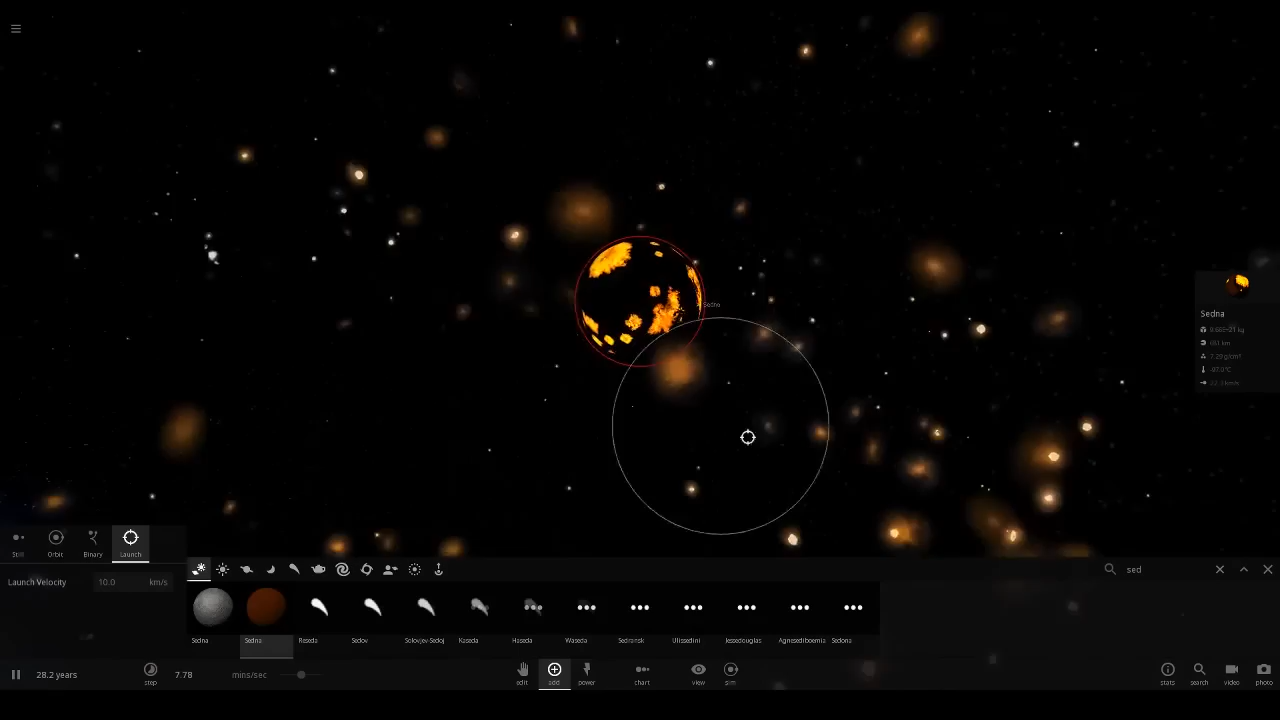 Sedna
Sedna
Still
Orbit
Binary
Launch
Launch Velocity
10.0
km/s
sed
Sedna
Sedna
Reseda
Sedov
Solovjev-Sedoj
Kaseda
Haseda
Waseda
Sedransk
Ulissedini
Jessedouglas
Agnesediboemia
Sedona
28.2 years
step
7.78
mins/sec
edit
add
power
chart
view
sim
stats
search
video
photo